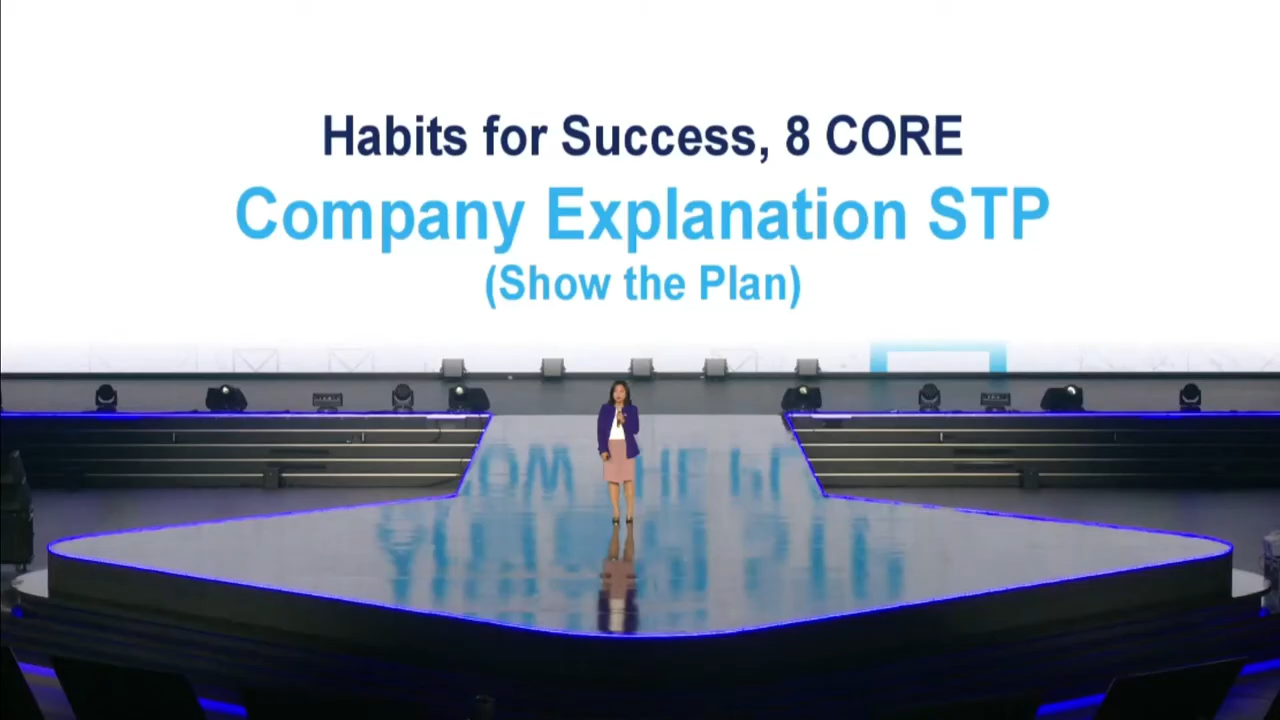 Habits for Success, 8 CORE
Company Explanation STP
(Show the Plan)